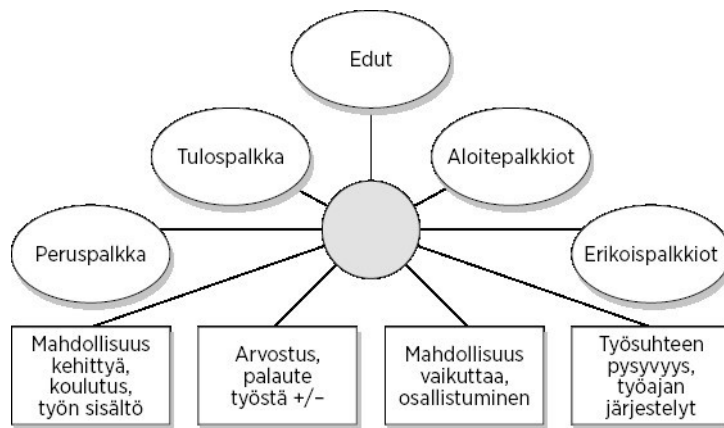 Edut
Tulospalkka
Aloitepalkkiot
Peruspalkka
Erikoispalkkiot
Mahdollisuus
kehittyä,
koulutus,
työn sisältö
Arvostus,
palaute
työstä +/–
Mahdollisuus
vaikuttaa,
osallistuminen
Työsuhteen
pysyvyys,
työajan
järjestelyt